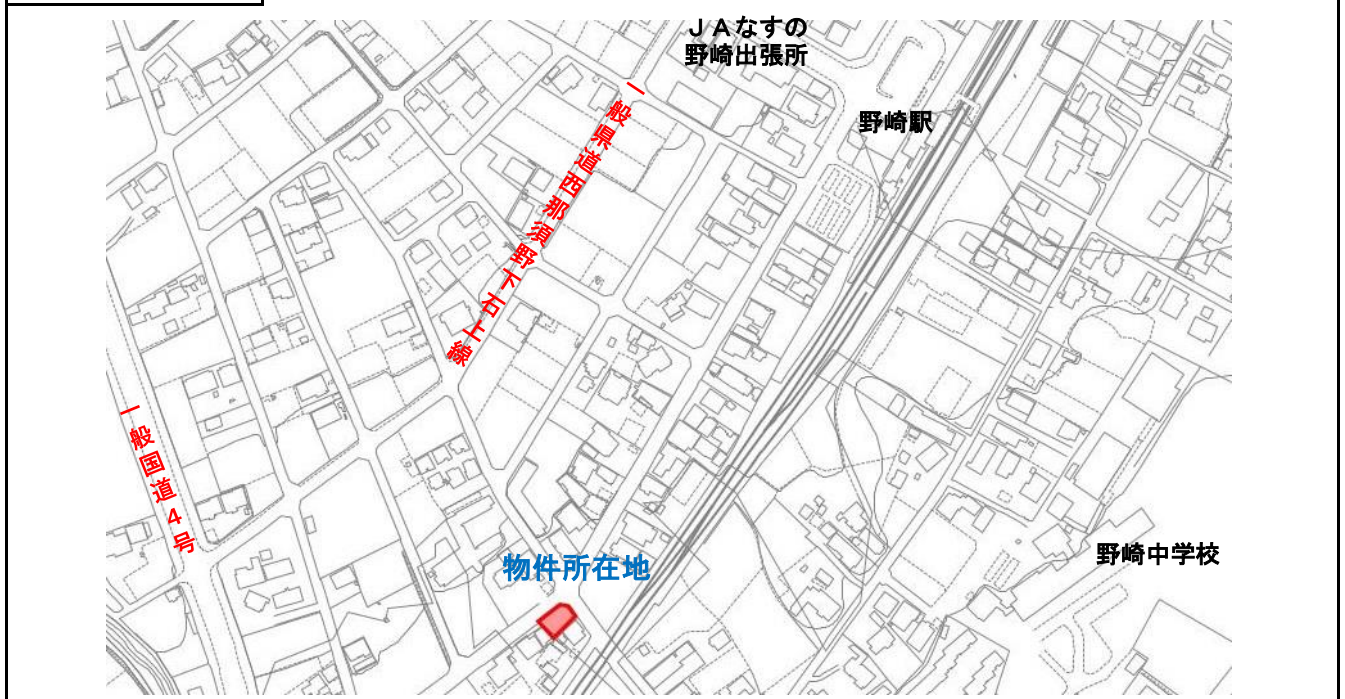 ＪＡなすの
野崎出張所
野崎駅
一般県道西那須野下石上線
一般国道４号
野崎中学校
物件所在地